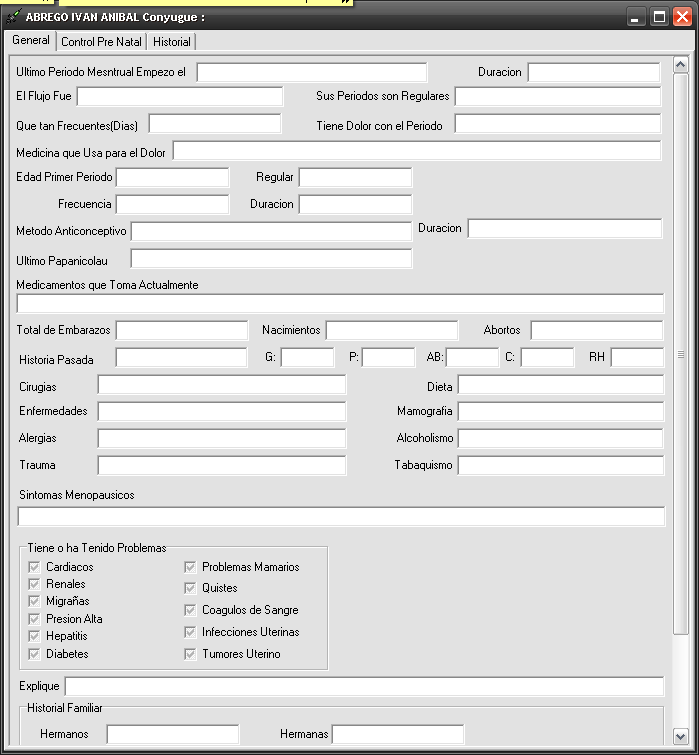 ABREGO IVAN ANIBAL Conyugue :
General Control Pre Natal Historial
Ultimo Periodo Mesntrual Empezo el Duracion
El Flujo Fue Sus Periodos son Regulares
Que tan Frecuentes(Dias) Tiene Dolor con el Periodo
Medicina que Usa para el Dolor
Edad Primer Periodo Regular
Frecuencia Duracion
Metodo Anticonceptivo Duracion
Ultimo Papanicolau
Medicamentos que Toma Actualmente
Total de Embarazos Nacimientos Abortos
Historia Pasada G: P: AB: C: RH
Cirugias Dieta
Enfermedades Mamografia
Alergias Alcoholismo
Trauma Tabaquismo
Sintomas Menopausicos
Tiene o ha Tenido Problemas
Cardiacos Problemas Mamarios
Renales Quistes
Migrañas Coagulos de Sangre
Presion Alta Infecciones Uterinas
Hepatitis
Diabetes Tumores Uterino
Explique
Historial Familiar
Hermanos Hermanas